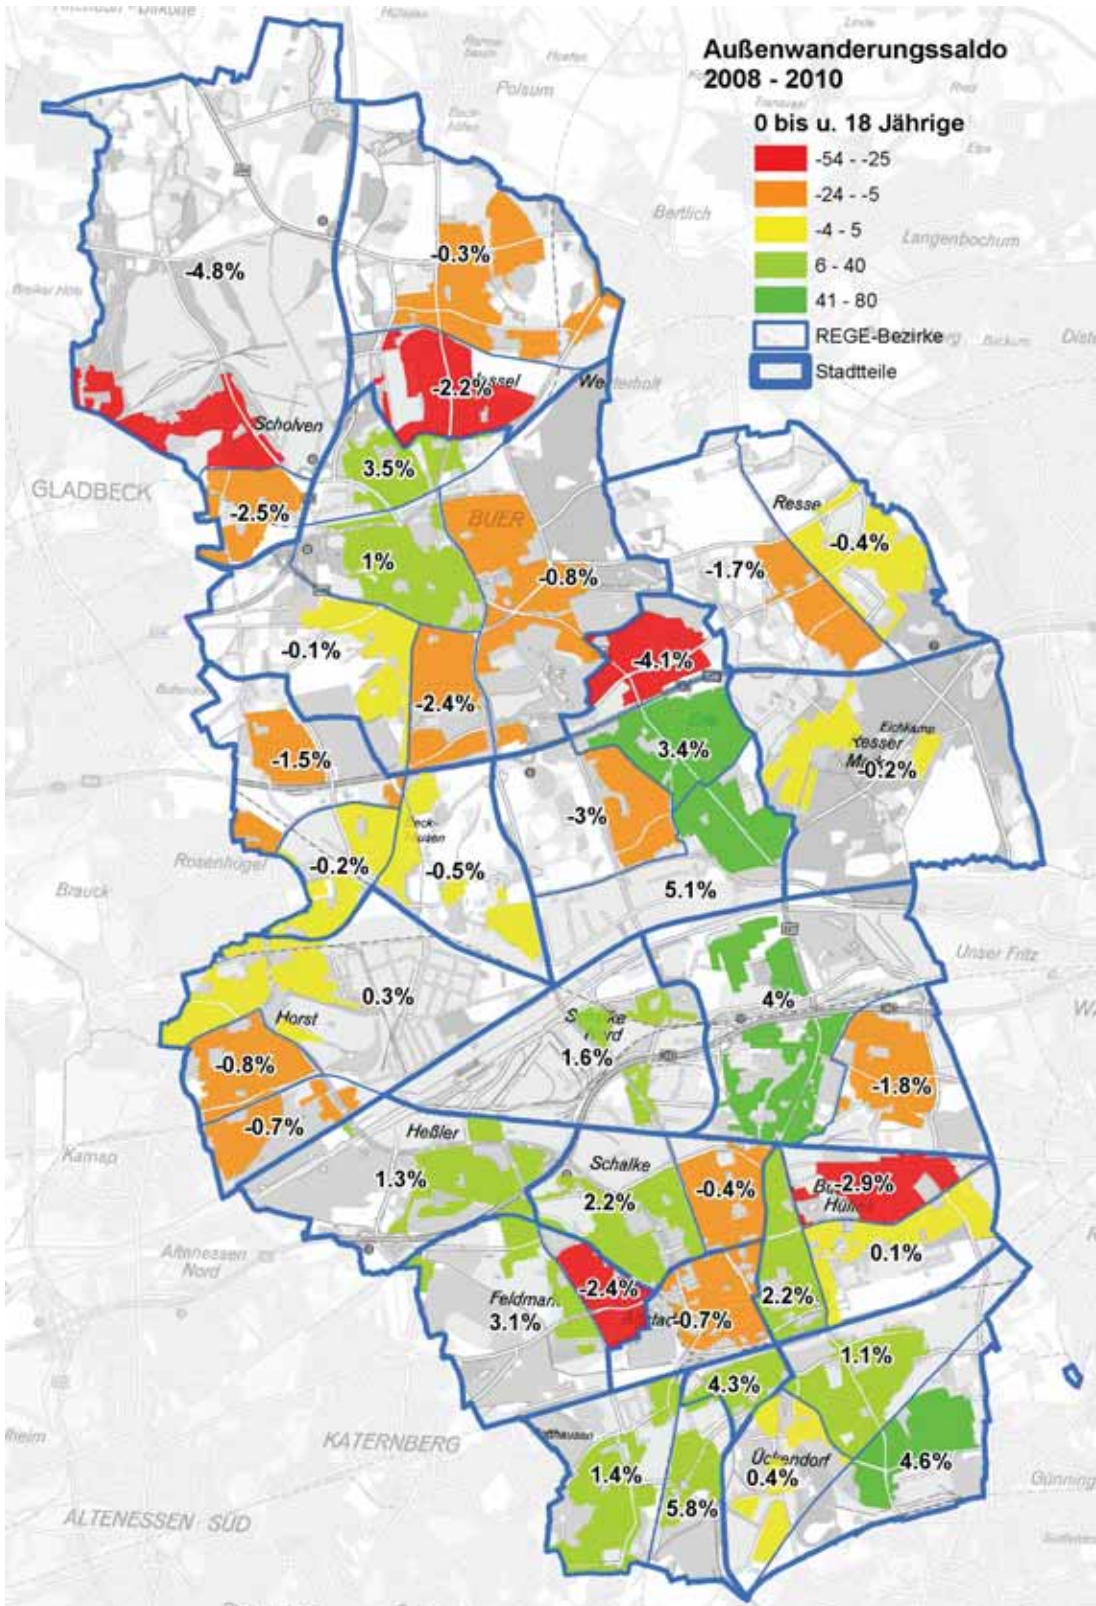 Außenwanderungssaldo
2008 - 2010
0 bis u. 18 Jährige
-54 - -25
-24 - -5
-4 - 5
6 - 40
41 - 80
REGE-Bezirke
Stadtteile
Polsum
Bertlich
Langenbochum
-0.3%
-4.8%
-2.2%
Westerholt
Scholven
GLADBECK
3.5%
-2.5%
BUER
Resse
-0.4%
1%
-0.8%
-1.7%
-0.1%
-4.1%
-2.4%
Eichkamp
3.4%
-1.5%
-0.2%
-3%
Rosenhügel
-0.2%
-0.5%
Brauck
5.1%
Unser Fritz
0.3%
4%
Horst
1.6%
-0.8%
-1.8%
-0.7%
Heßler
Karnap
Schalke
1.3%
2.2%
-0.4%
-2.9%
Altenessen
Nord
0.1%
-2.4%
2.2%
3.1%
-0.7%
1.1%
4.3%
KATERNBERG
Ückendorf
1.4%
0.4%
4.6%
5.8%
ALTENESSEN SÜD